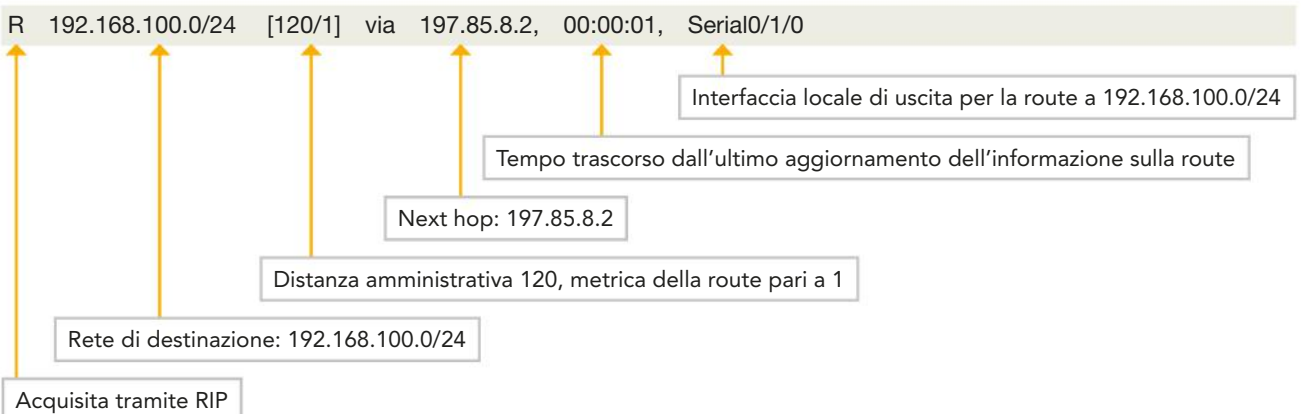 R 192.168.100.0/24 [120/1] via 197.85.8.2, 00:00:01, Serial0/1/0
Interfaccia locale di uscita per la route a 192.168.100.0/24
Tempo trascorso dall’ultimo aggiornamento dell’informazione sulla route
Next hop: 197.85.8.2
Distanza amministrativa 120, metrica della route pari a 1
Rete di destinazione: 192.168.100.0/24
Acquisita tramite RIP